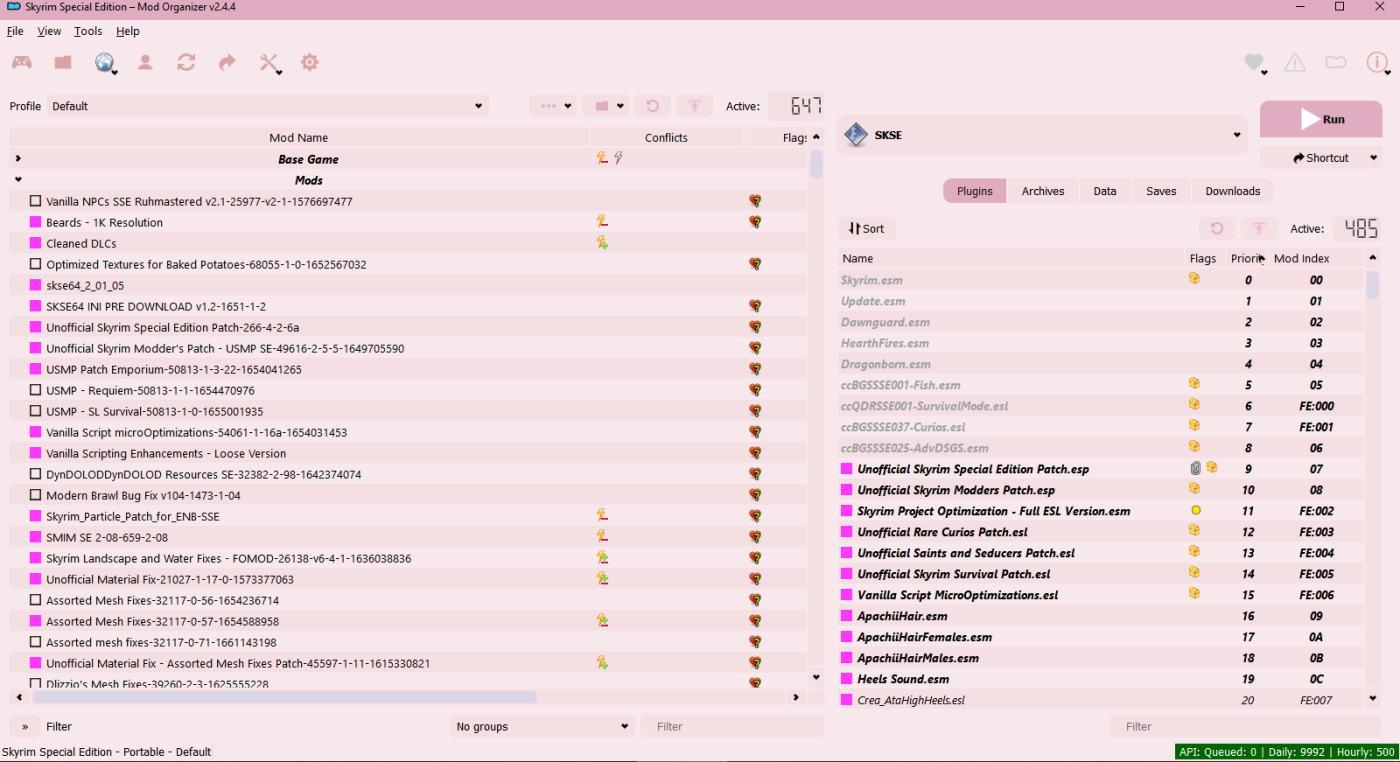 Skyrim Special Edition – Mod Organizer v2.4.4
File View Tools Help
Profile Default Active: 647
Mod Name Conflicts Flags
Base Game
Mods
Vanilla NPCs SSE Ruhmastered v2.1-25977-v2-1-1576697477
Beards - 1K Resolution
Cleaned DLCs
Optimized Textures for Baked Potatoes-68055-1-0-1652567032
skse64_2_01_05
SKSE64 INI PRE DOWNLOAD v1.2-1651-1-2
Unofficial Skyrim Special Edition Patch-266-4-2-6a
Unofficial Skyrim Modder's Patch - USMP SE-49616-2-5-5-1649705590
USMP Patch Emporium-50813-1-3-22-1654041265
USMP - Requiem-50813-1-1-1654470976
USMP - SL Survival-50813-1-0-1655001935
Vanilla Script microOptimizations-54061-1-16a-1654031453
Vanilla Scripting Enhancements - Loose Version
DynDOLODDynDOLOD Resources SE-32382-2-98-1642374074
Modern Brawl Bug Fix v104-1473-1-04
Skyrim_Particle_Patch_for_ENB-SSE
SMIM SE 2-08-659-2-08
Skyrim Landscape and Water Fixes - FOMOD-26138-v6-4-1-1636038836
Unofficial Material Fix-21027-1-17-0-1573377063
Assorted Mesh Fixes-32117-0-56-1654236714
Assorted Mesh Fixes-32117-0-57-1654588958
Assorted mesh fixes-32117-0-71-1661143198
Unofficial Material Fix - Assorted Mesh Fixes Patch-45597-1-11-1615330821
Dlizzio's Mesh Fixes-39260-2-3-1625555228
» Filter No groups Filter
SKSE
Run
Shortcut
Plugins Archives Data Saves Downloads
Sort Active: 485
Name Flags Priority Mod Index
Skyrim.esm 0 00
Update.esm 1 01
Dawnguard.esm 2 02
HearthFires.esm 3 03
Dragonborn.esm 4 04
ccBGSSSE001-Fish.esm 5 05
ccQDRSSE001-SurvivalMode.esl 6 FE:000
ccBGSSSE037-Curios.esl 7 FE:001
ccBGSSSE025-AdvDSGS.esm 8 06
Unofficial Skyrim Special Edition Patch.esp 9 07
Unofficial Skyrim Modders Patch.esp 10 08
Skyrim Project Optimization - Full ESL Version.esm 11 FE:002
Unofficial Rare Curios Patch.esl 12 FE:003
Unofficial Saints and Seducers Patch.esl 13 FE:004
Unofficial Skyrim Survival Patch.esl 14 FE:005
Vanilla Script MicroOptimizations.esl 15 FE:006
ApachiiHair.esm 16 09
ApachiiHairFemales.esm 17 0A
ApachiiHairMales.esm 18 0B
Heels Sound.esm 19 0C
Crea_AtaHighHeels.esl 20 FE:007
Filter
Skyrim Special Edition - Portable - Default
API: Queued: 0 | Daily: 9992 | Hourly: 500